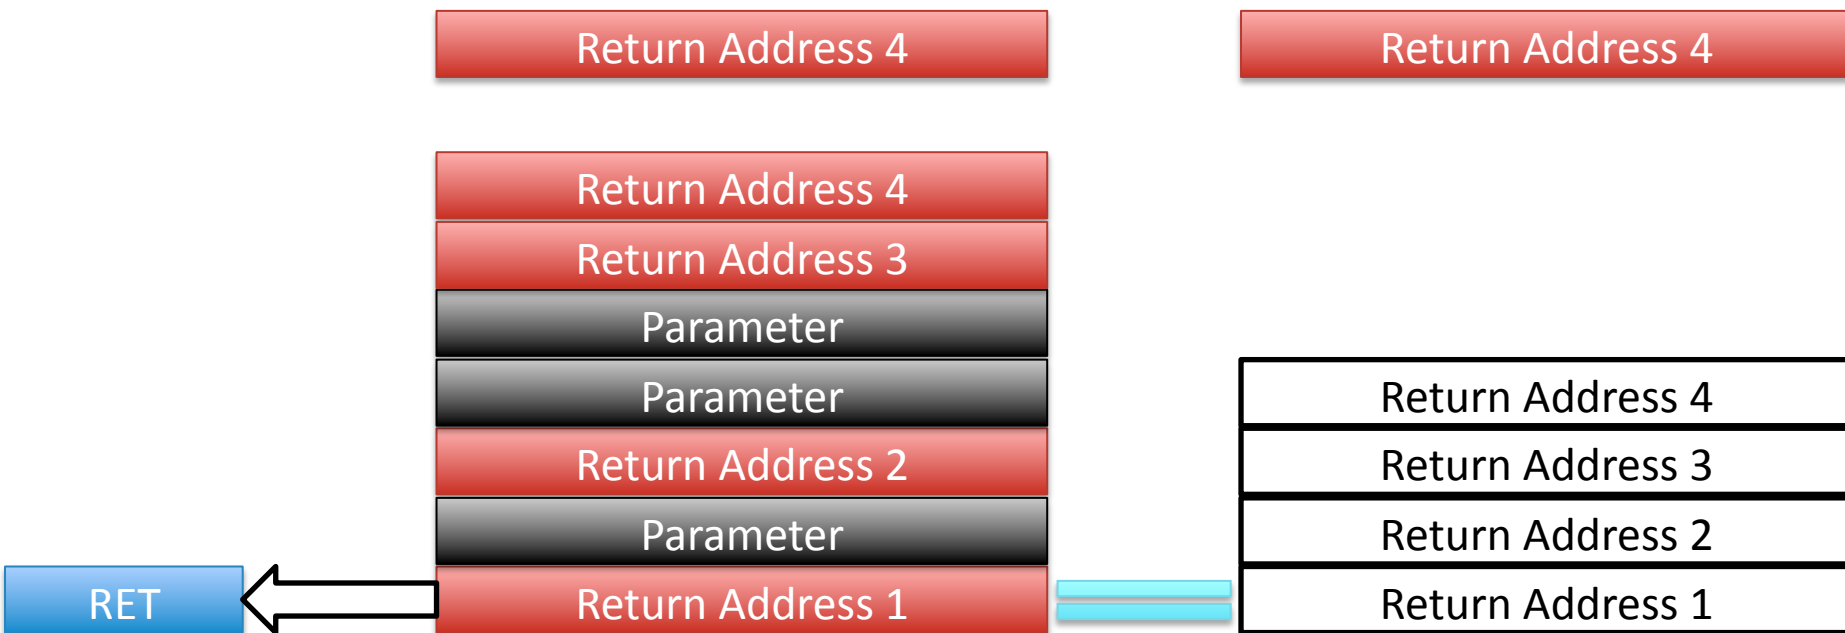 Return Address 4
Return Address 4
Return Address 4
Return Address 3
Parameter
Parameter
Return Address 2
Parameter
Return Address 1
Return Address 4
Return Address 3
Return Address 2
Return Address 1
RET